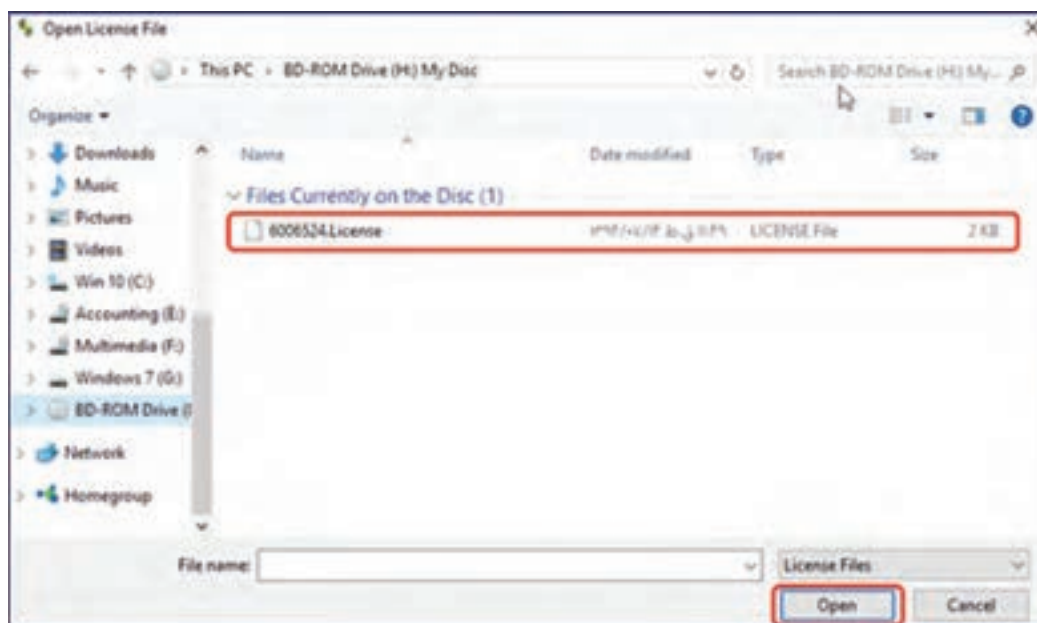 Open License File
This PC › BD-ROM Drive (H:) My Disc
Search BD-ROM Drive (H:) My...
Organize
Name Date modified Type Size
Downloads
Music
Pictures
Videos
Win 10 (C:)
Accounting (E:)
Multimedia (F:)
Windows 7 (G:)
BD-ROM Drive (
Network
Homegroup
Files Currently on the Disc (1)
6006524.License LICENSE File 2 KB
File name:
License Files
Open Cancel